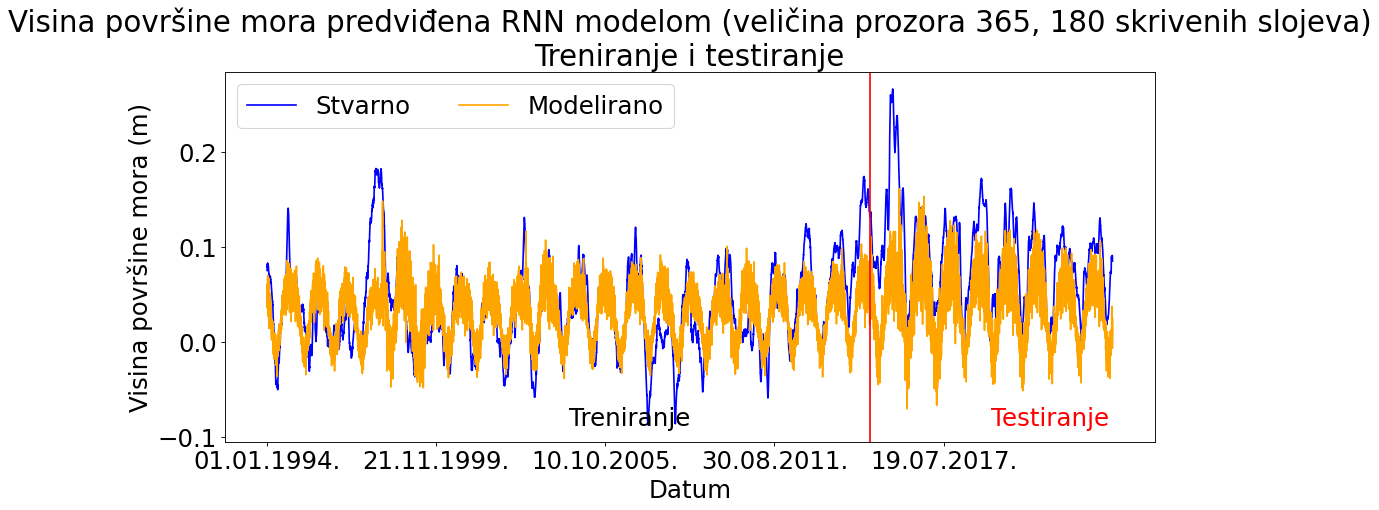 Visina površine mora predviđena RNN modelom (veličina prozora 365, 180 skrivenih slojeva)
Treniranje i testiranje
Stvarno
Modelirano
Visina površine mora (m)
0.2
0.1
0.0
−0.1
Treniranje
Testiranje
01.01.1994.
21.11.1999.
10.10.2005.
30.08.2011.
19.07.2017.
Datum